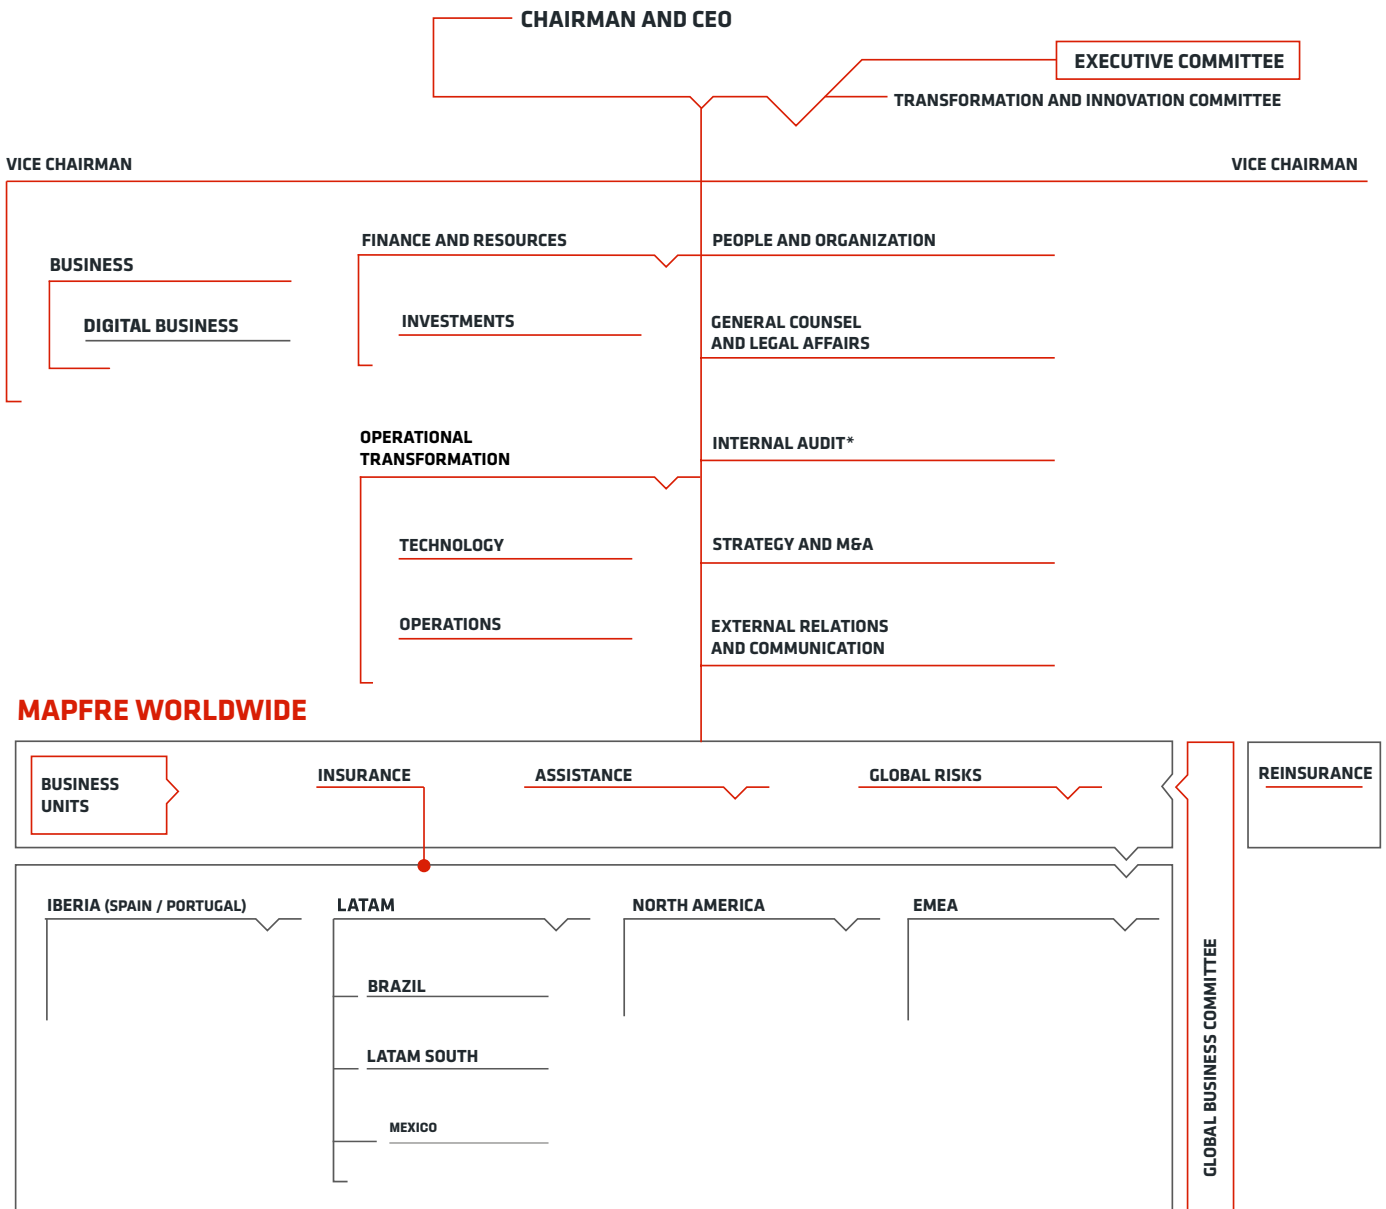 CHAIRMAN AND CEO
EXECUTIVE COMMITTEE
TRANSFORMATION AND INNOVATION COMMITTEE
VICE CHAIRMAN
VICE CHAIRMAN
BUSINESS
DIGITAL BUSINESS
FINANCE AND RESOURCES
INVESTMENTS
PEOPLE AND ORGANIZATION
GENERAL COUNSEL
AND LEGAL AFFAIRS
OPERATIONAL
TRANSFORMATION
TECHNOLOGY
OPERATIONS
INTERNAL AUDIT*
STRATEGY AND M&A
EXTERNAL RELATIONS
AND COMMUNICATION
MAPFRE WORLDWIDE
BUSINESS
UNITS
INSURANCE
ASSISTANCE
GLOBAL RISKS
REINSURANCE
IBERIA (SPAIN / PORTUGAL)
LATAM
BRAZIL
LATAM SOUTH
MEXICO
NORTH AMERICA
EMEA
GLOBAL BUSINESS COMMITTEE